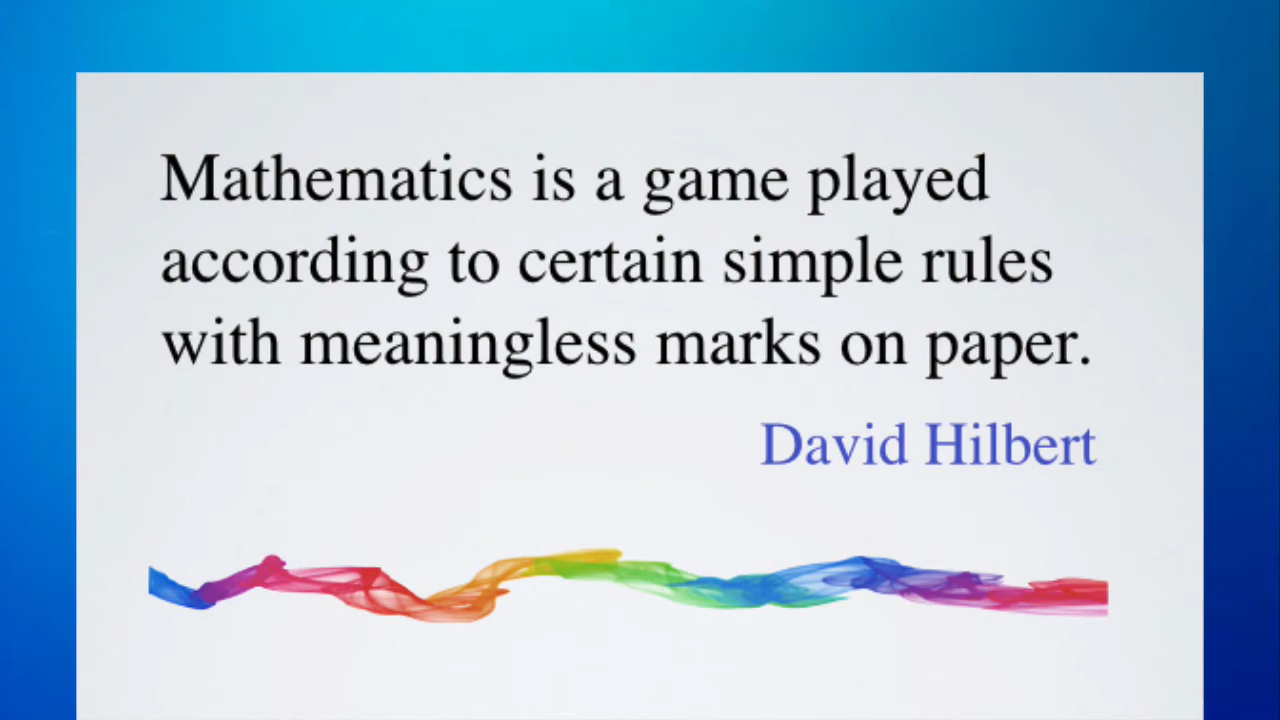 Mathematics is a game played
according to certain simple rules
with meaningless marks on paper.
David Hilbert